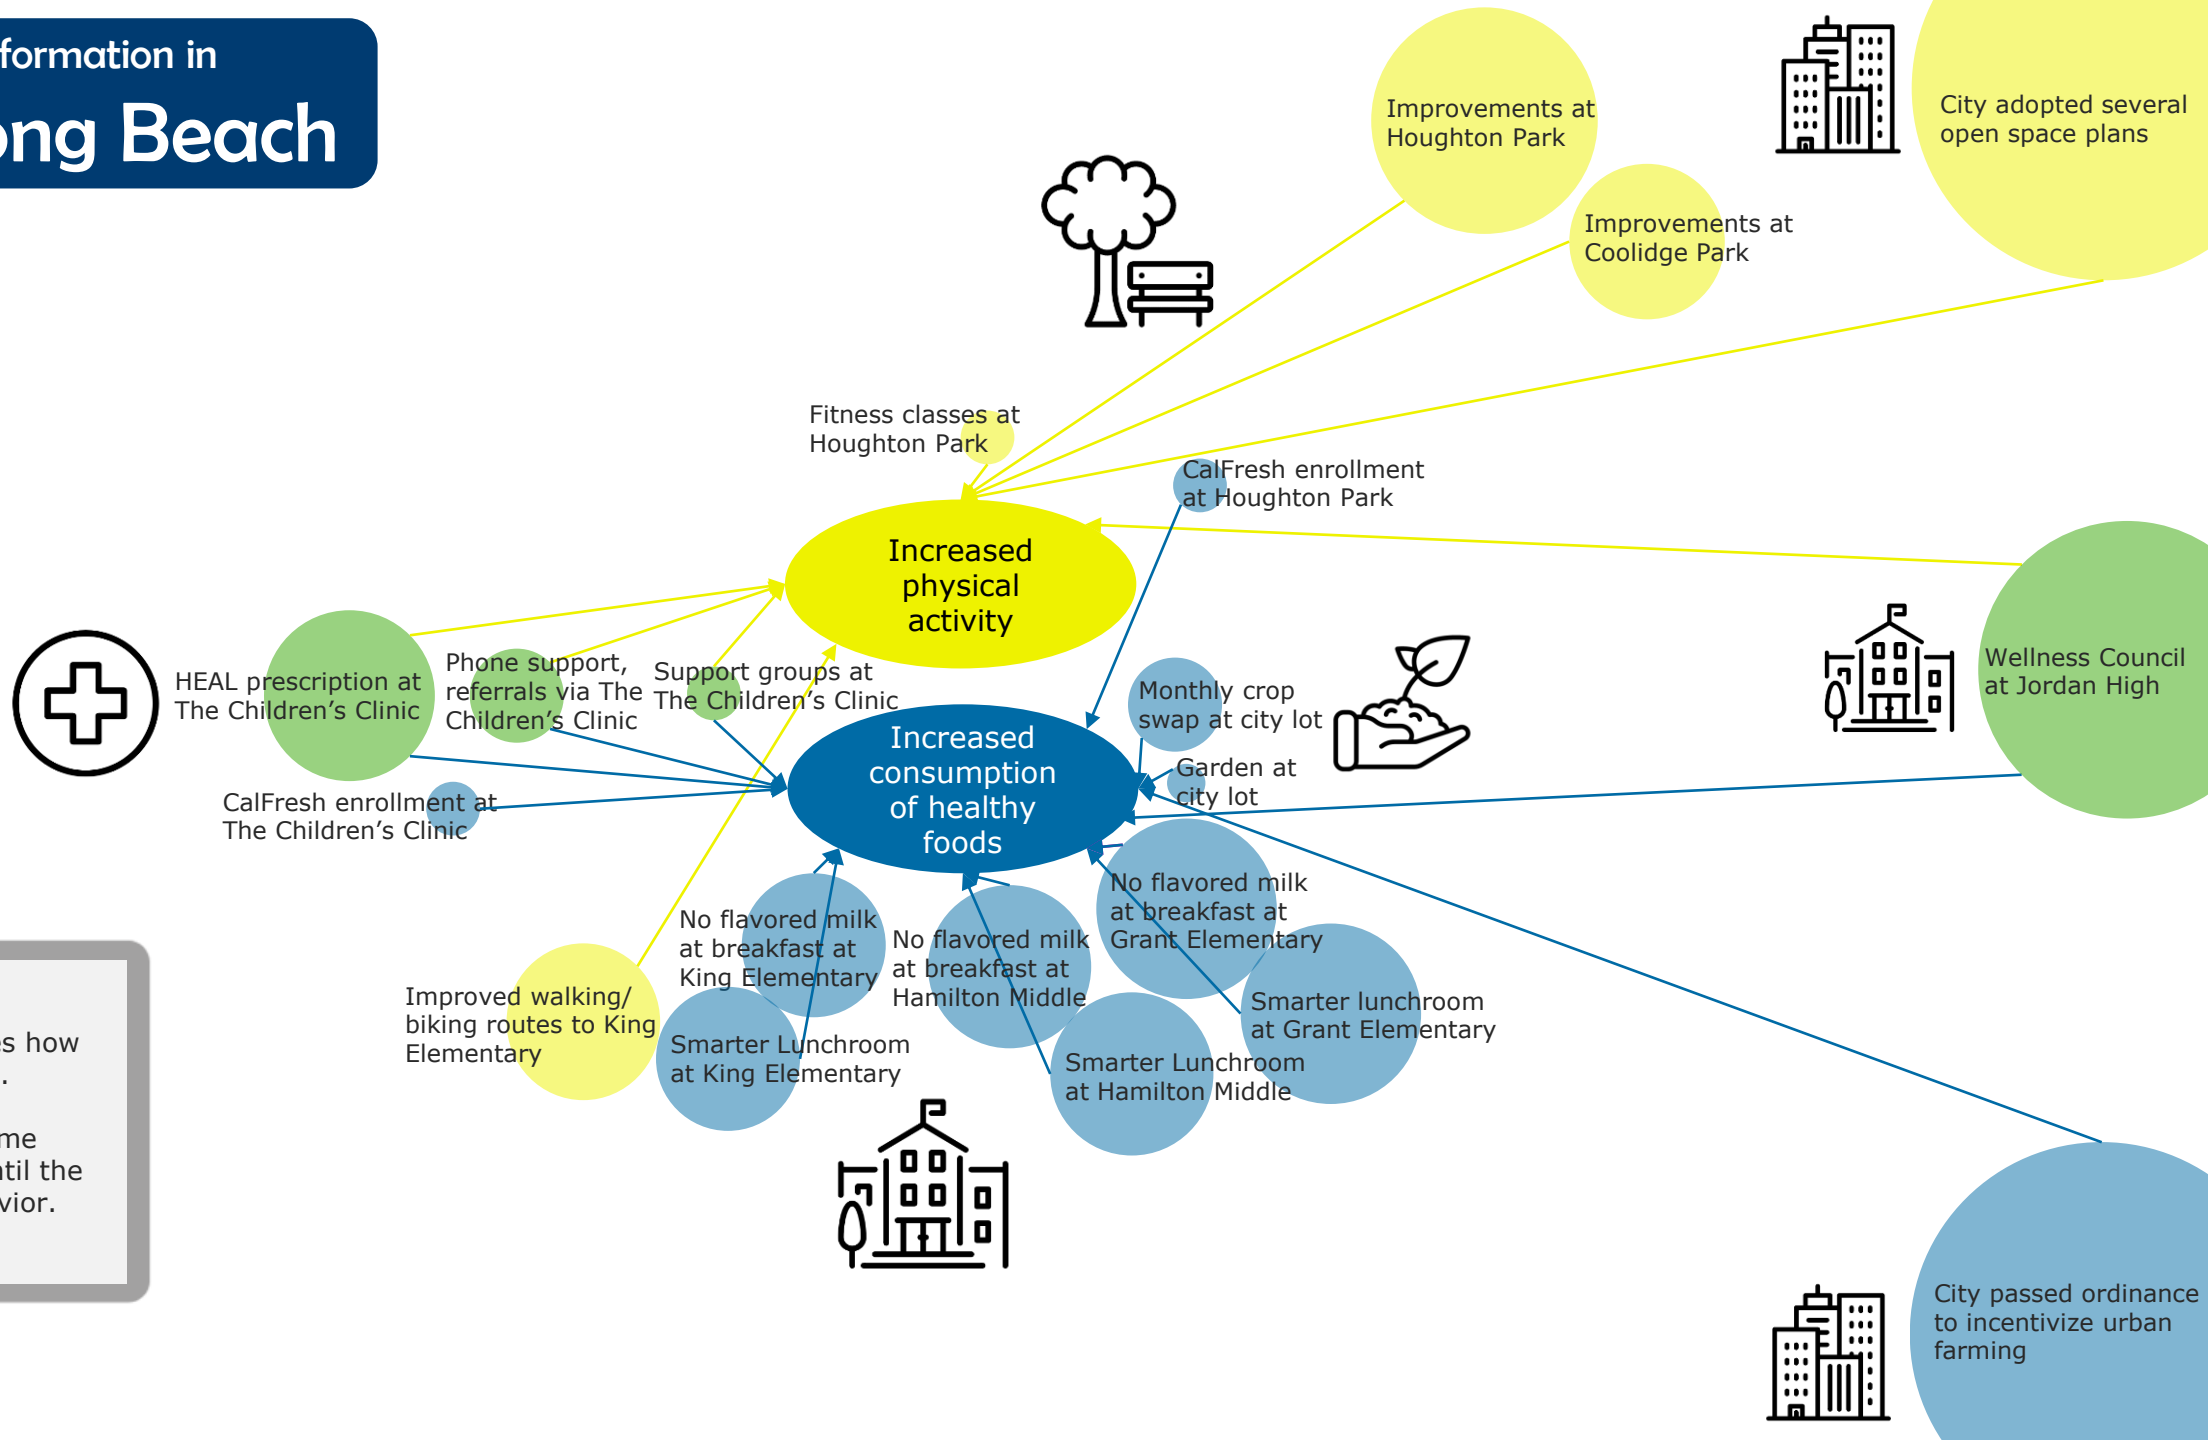 formation in
ong Beach
Improvements at
Houghton Park
City adopted several
open space plans
Improvements at
Coolidge Park
Fitness classes at
Houghton Park
CalFresh enrollment
at Houghton Park
Increased
physical
activity
HEAL prescription at
The Children's Clinic
Phone support,
referrals via The
Children's Clinic
Support groups at
The Children's Clinic
Monthly crop
swap at city lot
Wellness Council
at Jordan High
Increased
consumption
of healthy
foods
Garden at
city lot
CalFresh enrollment at
The Children's Clinic
No flavored milk
at breakfast at
King Elementary
No flavored milk
at breakfast at
Hamilton Middle
No flavored milk
at breakfast at
Grant Elementary
Improved walking/
biking routes to King
Elementary
Smarter Lunchroom
at King Elementary
Smarter Lunchroom
at Hamilton Middle
Smarter lunchroom
at Grant Elementary
s how
.
me
til the
vior.
City passed ordinance
to incentivize urban
farming